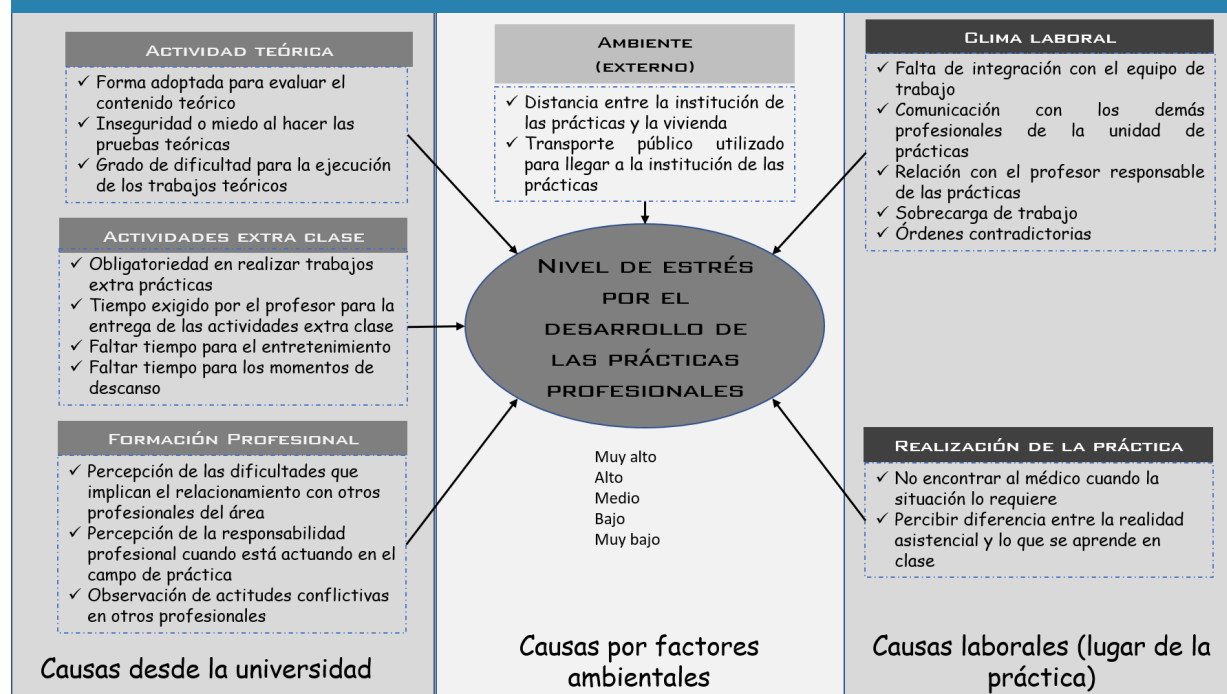 ACTIVIDAD TEÓRICA
✓ Forma adoptada para evaluar el
contenido teórico
✓ Inseguridad o miedo al hacer las
pruebas teóricas
✓ Grado de dificultad para la ejecución
de los trabajos teóricos
ACTIVIDADES EXTRA CLASE
✓ Obligatoriedad en realizar trabajos
extra prácticas
✓ Tiempo exigido por el profesor para la
entrega de las actividades extra clase
✓ Faltar tiempo para el entretenimiento
✓ Faltar tiempo para los momentos de
descanso
FORMACIÓN PROFESIONAL
✓ Percepción de las dificultades que
implican el relacionamiento con otros
profesionales del área
✓ Percepción de la responsabilidad
profesional cuando está actuando en el
campo de práctica
✓ Observación de actitudes conflictivas
en otros profesionales
Causas desde la universidad
AMBIENTE
(EXTERNO)
✓ Distancia entre la institución de
las prácticas y la vivienda
✓ Transporte público utilizado
para llegar a la institución de las
prácticas
NIVEL DE ESTRÉS
POR EL
DESARROLLO DE
LAS PRÁCTICAS
PROFESIONALES
Muy alto
Alto
Medio
Bajo
Muy bajo
Causas por factores
ambientales
CLIMA LABORAL
✓ Falta de integración con el equipo de
trabajo
✓ Comunicación con los demás
profesionales de la unidad de
prácticas
✓ Relación con el profesor responsable
de las prácticas
✓ Sobrecarga de trabajo
✓ Órdenes contradictorias
REALIZACIÓN DE LA PRÁCTICA
✓ No encontrar al médico cuando la
situación lo requiere
✓ Percibir diferencia entre la realidad
asistencial y lo que se aprende en
clase
Causas laborales (lugar de la
práctica)